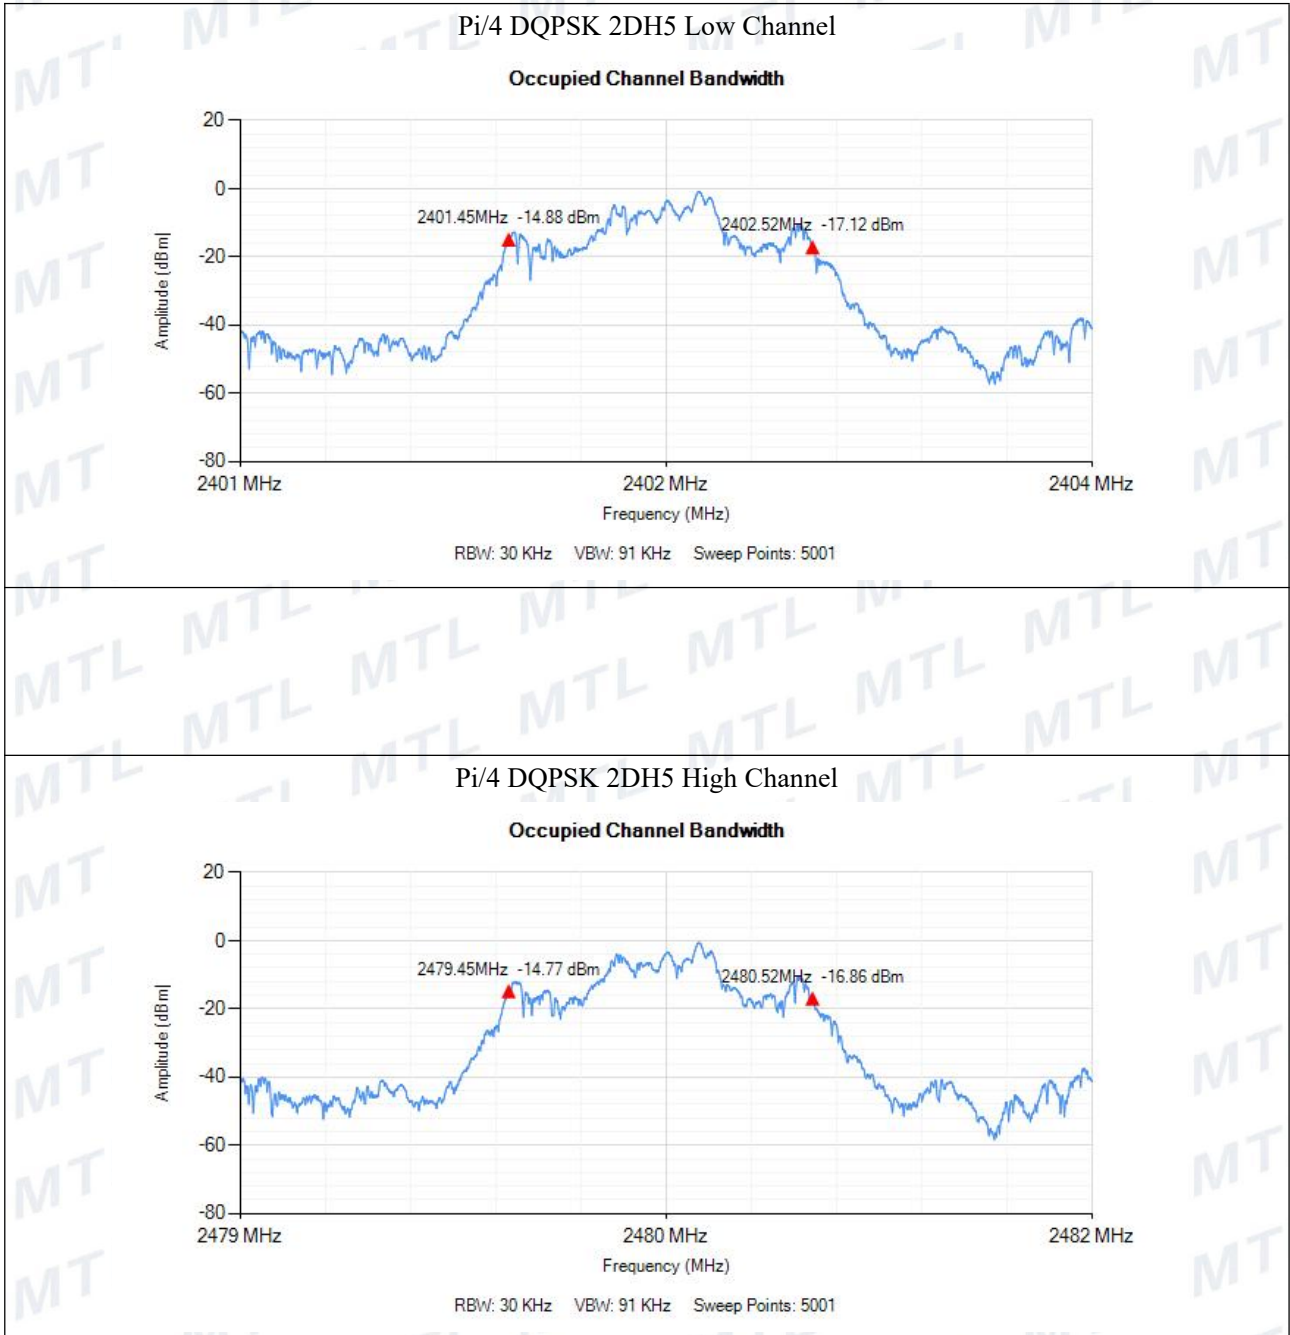 Pi/4 DQPSK 2DH5 Low Channel
Occupied Channel Bandwidth
20
0
-20
-40
-60
-80
Amplitude (dBm)
2401.45MHz -14.88 dBm
2402.52MHz -17.12 dBm
2401 MHz 2402 MHz 2404 MHz
Frequency (MHz)
RBW: 30 KHz VBW: 91 KHz Sweep Points: 5001
Pi/4 DQPSK 2DH5 High Channel
Occupied Channel Bandwidth
20
0
-20
-40
-60
-80
Amplitude (dBm)
2479.45MHz -14.77 dBm
2480.52MHz -16.86 dBm
2479 MHz 2480 MHz 2482 MHz
Frequency (MHz)
RBW: 30 KHz VBW: 91 KHz Sweep Points: 5001
MTL